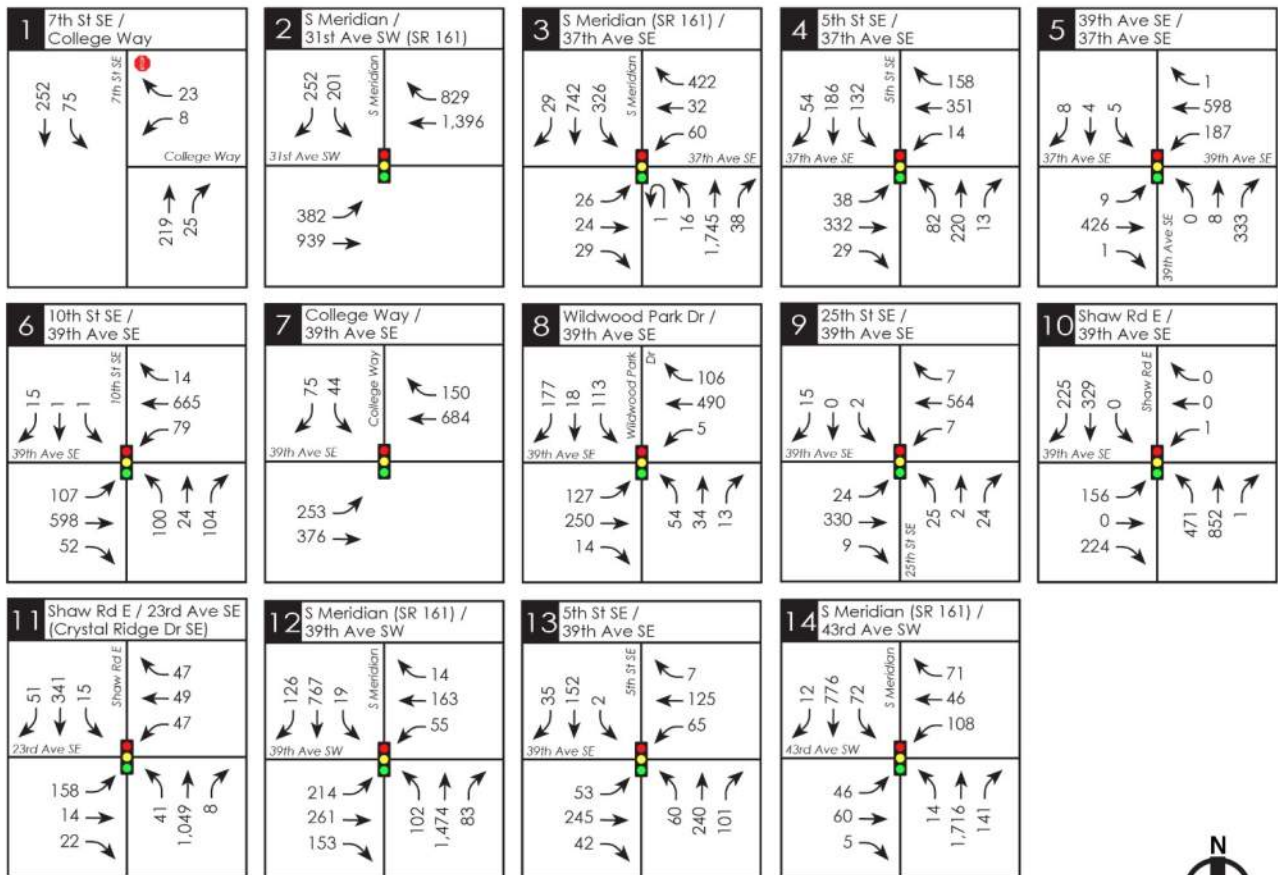 1 7th St SE /
College Way
7th St SE
252 75
23
8
College Way
219 25
2 S Meridian /
31st Ave SW (SR 161)
S Meridian
252 201
829
1,396
31st Ave SW
382
939
3 S Meridian (SR 161) /
37th Ave SE
S Meridian
29 742 326
422
32
60
37th Ave SE
26
24
29
1 16 1,745 38
4 5th St SE /
37th Ave SE
5th St SE
54 186 132
158
351
14
37th Ave SE
38
332
29
82 220 13
5 39th Ave SE /
37th Ave SE
8 4 5
1
598
187
37th Ave SE 39th Ave SE
9
426
1
39th Ave SE
0 8 333
6 10th St SE /
39th Ave SE
10th St SE
15 1 1
14
665
79
39th Ave SE
107
598
52
100 24 104
7 College Way /
39th Ave SE
College Way
75 44
150
684
39th Ave SE
253
376
8 Wildwood Park Dr /
39th Ave SE
Wildwood Park Dr
177 18 113
106
490
5
39th Ave SE
127
250
14
54 34 13
9 25th St SE /
39th Ave SE
15 0 2
7
564
7
39th Ave SE
24
330
9
25th St SE
25 2 24
10 Shaw Rd E /
39th Ave SE
Shaw Rd E
225 329 0
0
0
1
39th Ave SE
156
0
224
471 852 1
11 Shaw Rd E / 23rd Ave SE
(Crystal Ridge Dr SE)
Shaw Rd E
51 341 15
47
49
47
23rd Ave SE
158
14
22
41 1,049 8
12 S Meridian (SR 161) /
39th Ave SW
S Meridian
126 767 19
14
163
55
39th Ave SW
214
261
153
102 1,474 83
13 5th St SE /
39th Ave SE
5th St SE
35 152 2
7
125
65
39th Ave SE
53
245
42
60 240 101
14 S Meridian (SR 161) /
43rd Ave SW
S Meridian
12 776 72
71
46
108
43rd Ave SW
46
60
5
14 1,716 141
N